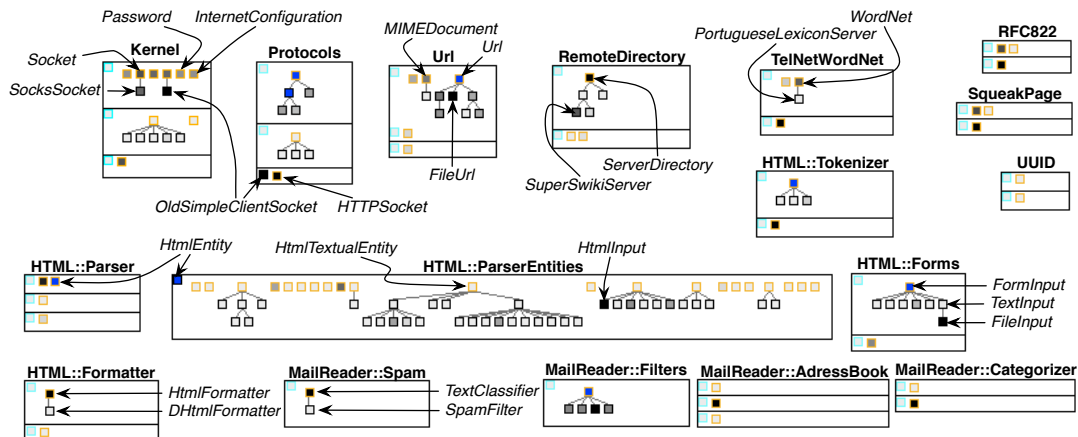 Password
InternetConfiguration
Kernel
Socket
SocksSocket
Protocols
OldSimpleClientSocket
HTTPSocket
MIMEDocument
Url
Url
FileUrl
RemoteDirectory
ServerDirectory
SuperSwikiServer
WordNet
PortugueseLexiconServer
TelNetWordNet
RFC822
SqueakPage
HTML::Tokenizer
UUID
HtmlEntity
HTML::Parser
HtmlTextualEntity
HtmlInput
HTML::ParserEntities
HTML::Forms
FormInput
TextInput
FileInput
HTML::Formatter
HtmlFormatter
DHtmlFormatter
MailReader::Spam
TextClassifier
SpamFilter
MailReader::Filters
MailReader::AdressBook
MailReader::Categorizer